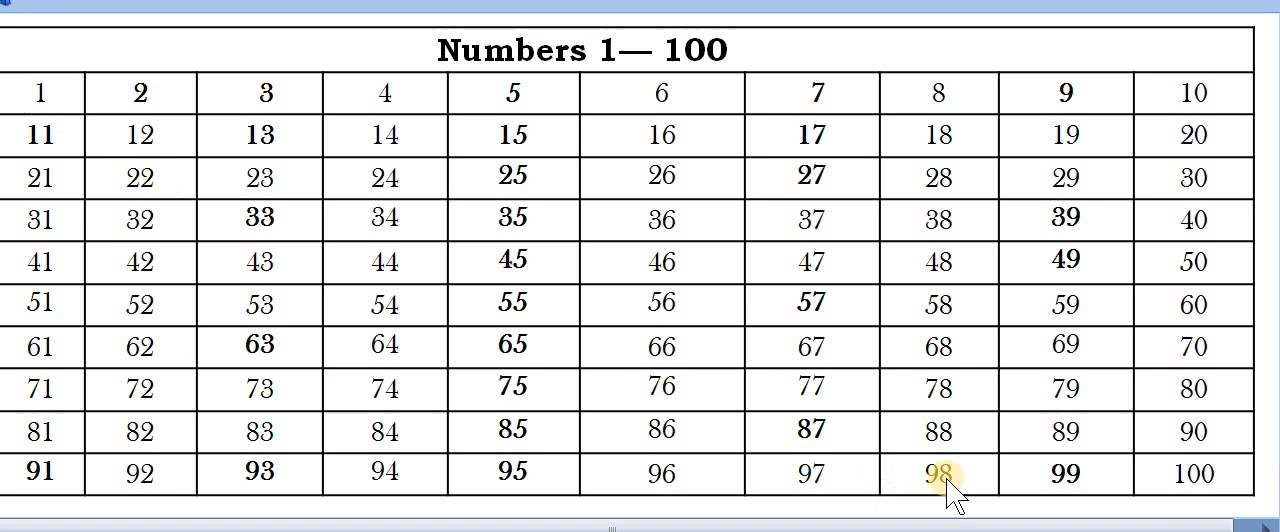 Numbers 1— 100
1 2 3 4 5 6 7 8 9 10
11 12 13 14 15 16 17 18 19 20
21 22 23 24 25 26 27 28 29 30
31 32 33 34 35 36 37 38 39 40
41 42 43 44 45 46 47 48 49 50
51 52 53 54 55 56 57 58 59 60
61 62 63 64 65 66 67 68 69 70
71 72 73 74 75 76 77 78 79 80
81 82 83 84 85 86 87 88 89 90
91 92 93 94 95 96 97 98 99 100